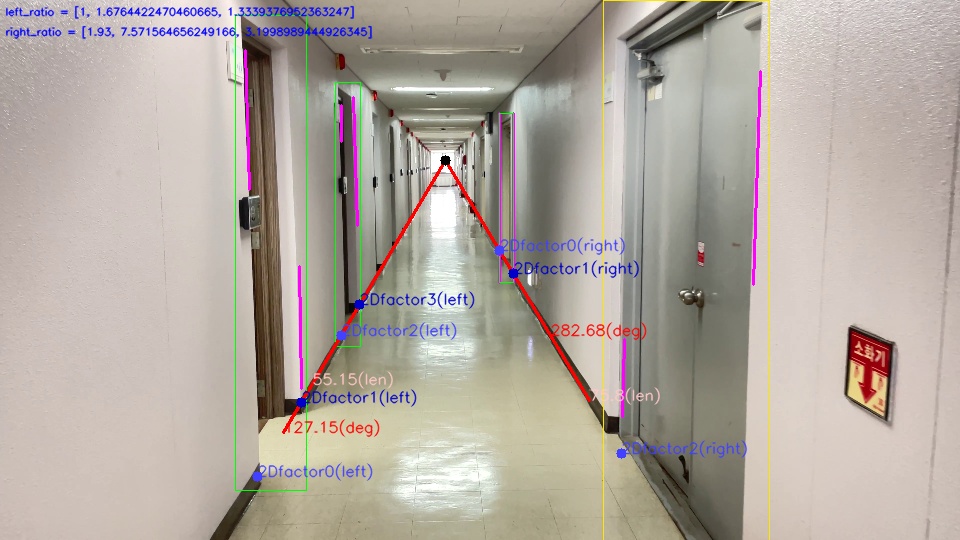 left_ratio = [1, 1.6764422470460665, 1.3339376952363247]
right_ratio = [1.93, 7.571564656249166, 3.1998989444926345]
2Dfactor0(right)
2Dfactor1(right)
2Dfactor3(left)
2Dfactor2(left)
282.68(deg)
소화기
55.15(len)
2Dfactor1(left)
127.15(deg)
2Dfactor2(right)
2Dfactor0(left)